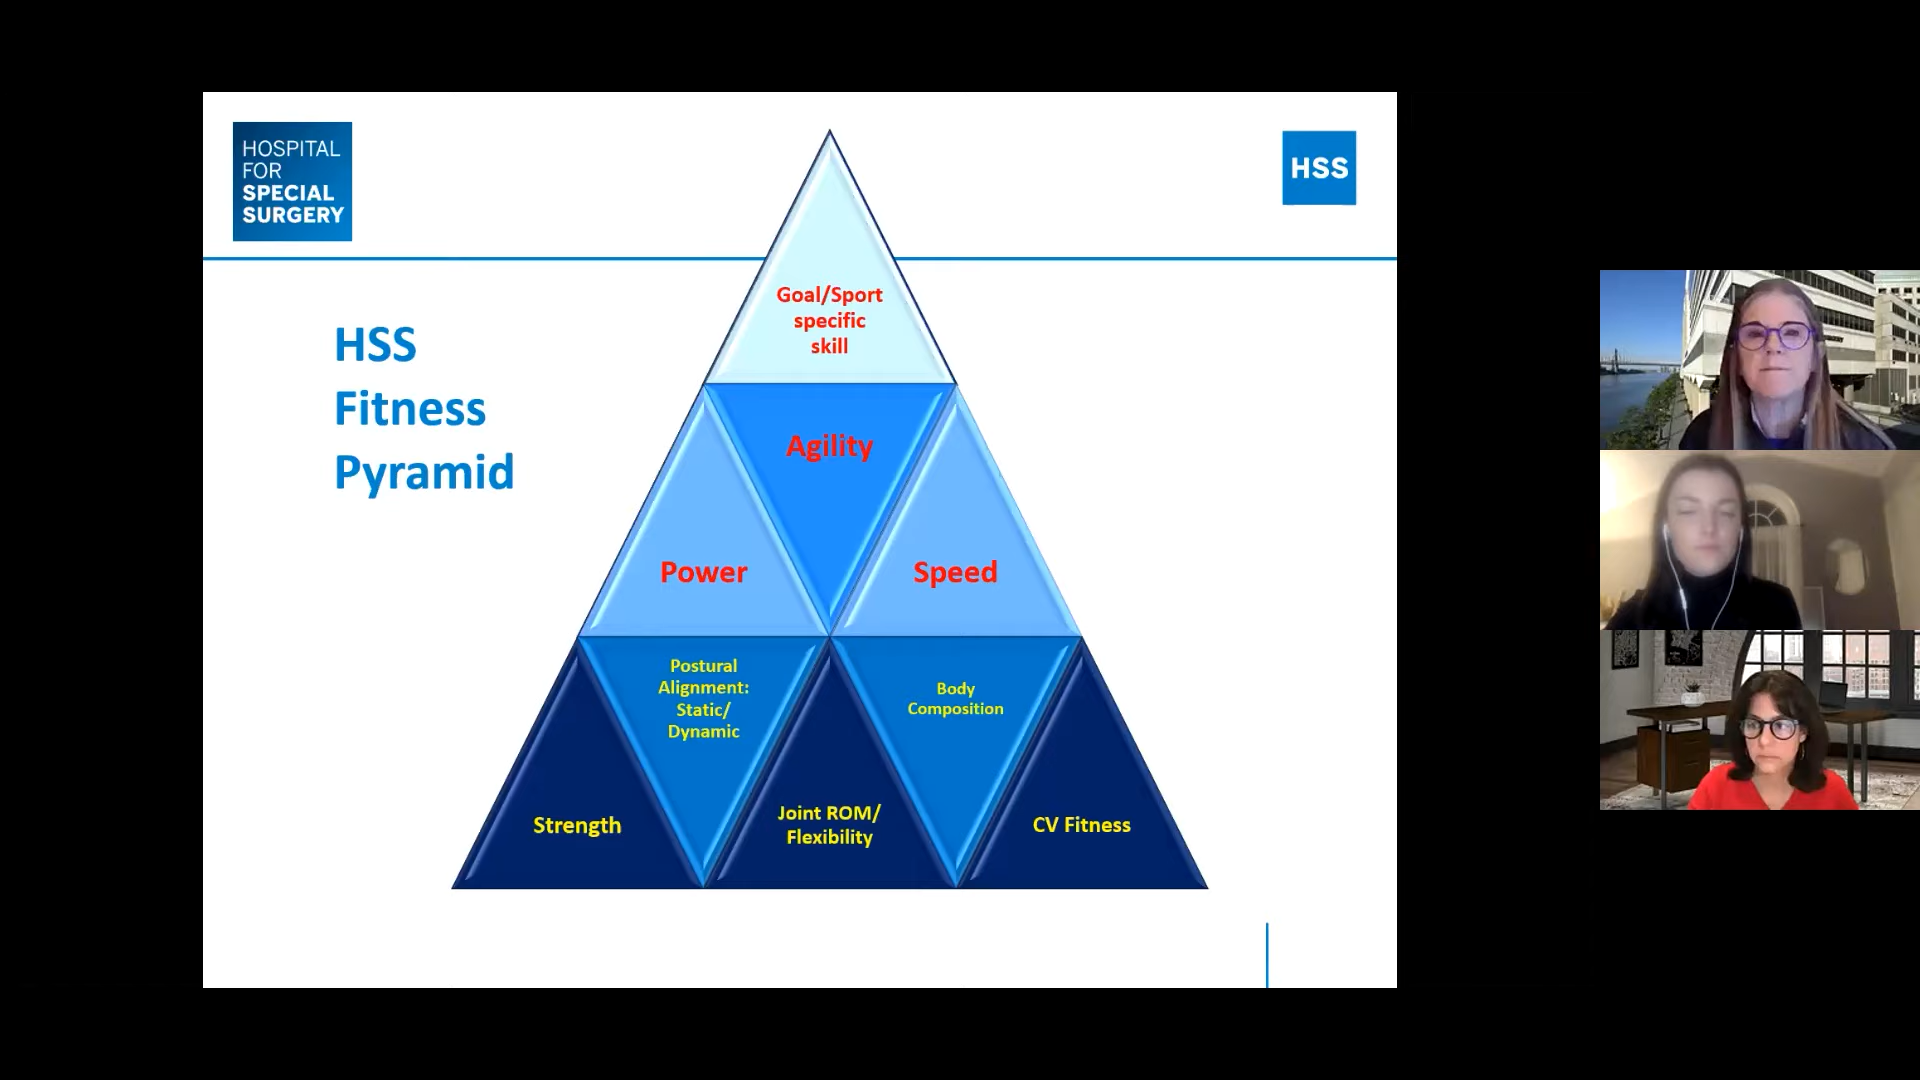 HOSPITAL
FOR
SPECIAL
SURGERY
HSS
HSS
Fitness
Pyramid
Goal/Sport
specific
skill
Agility
Power
Speed
Postural
Alignment:
Static/
Dynamic
Body
Composition
Strength
Joint ROM/
Flexibility
CV Fitness